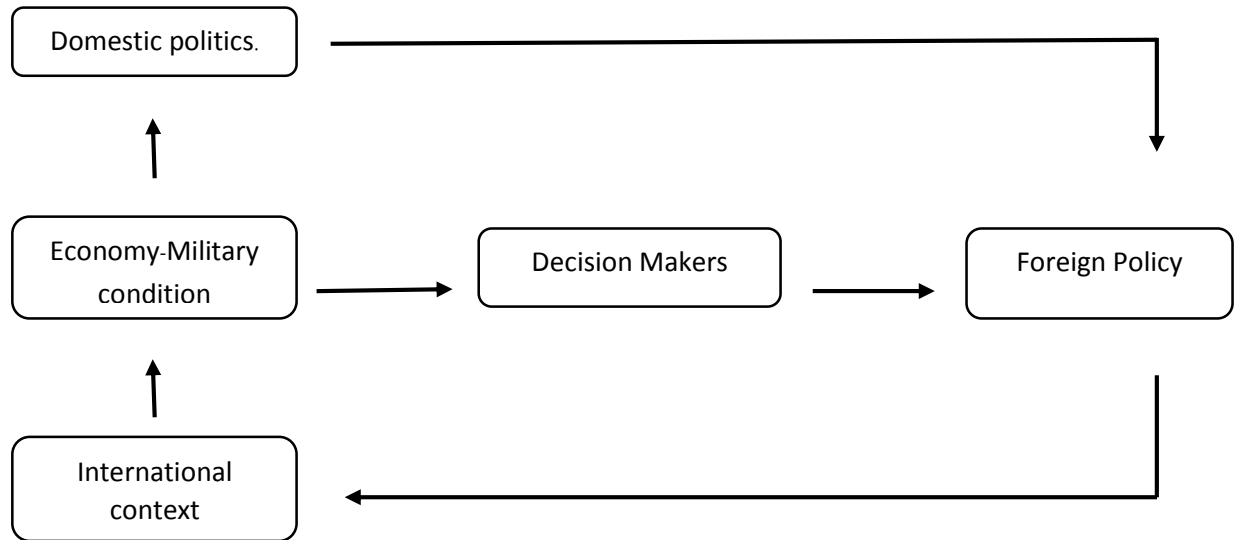 Domestic politics.
Economy-Military
condition
Decision Makers
Foreign Policy
International
context